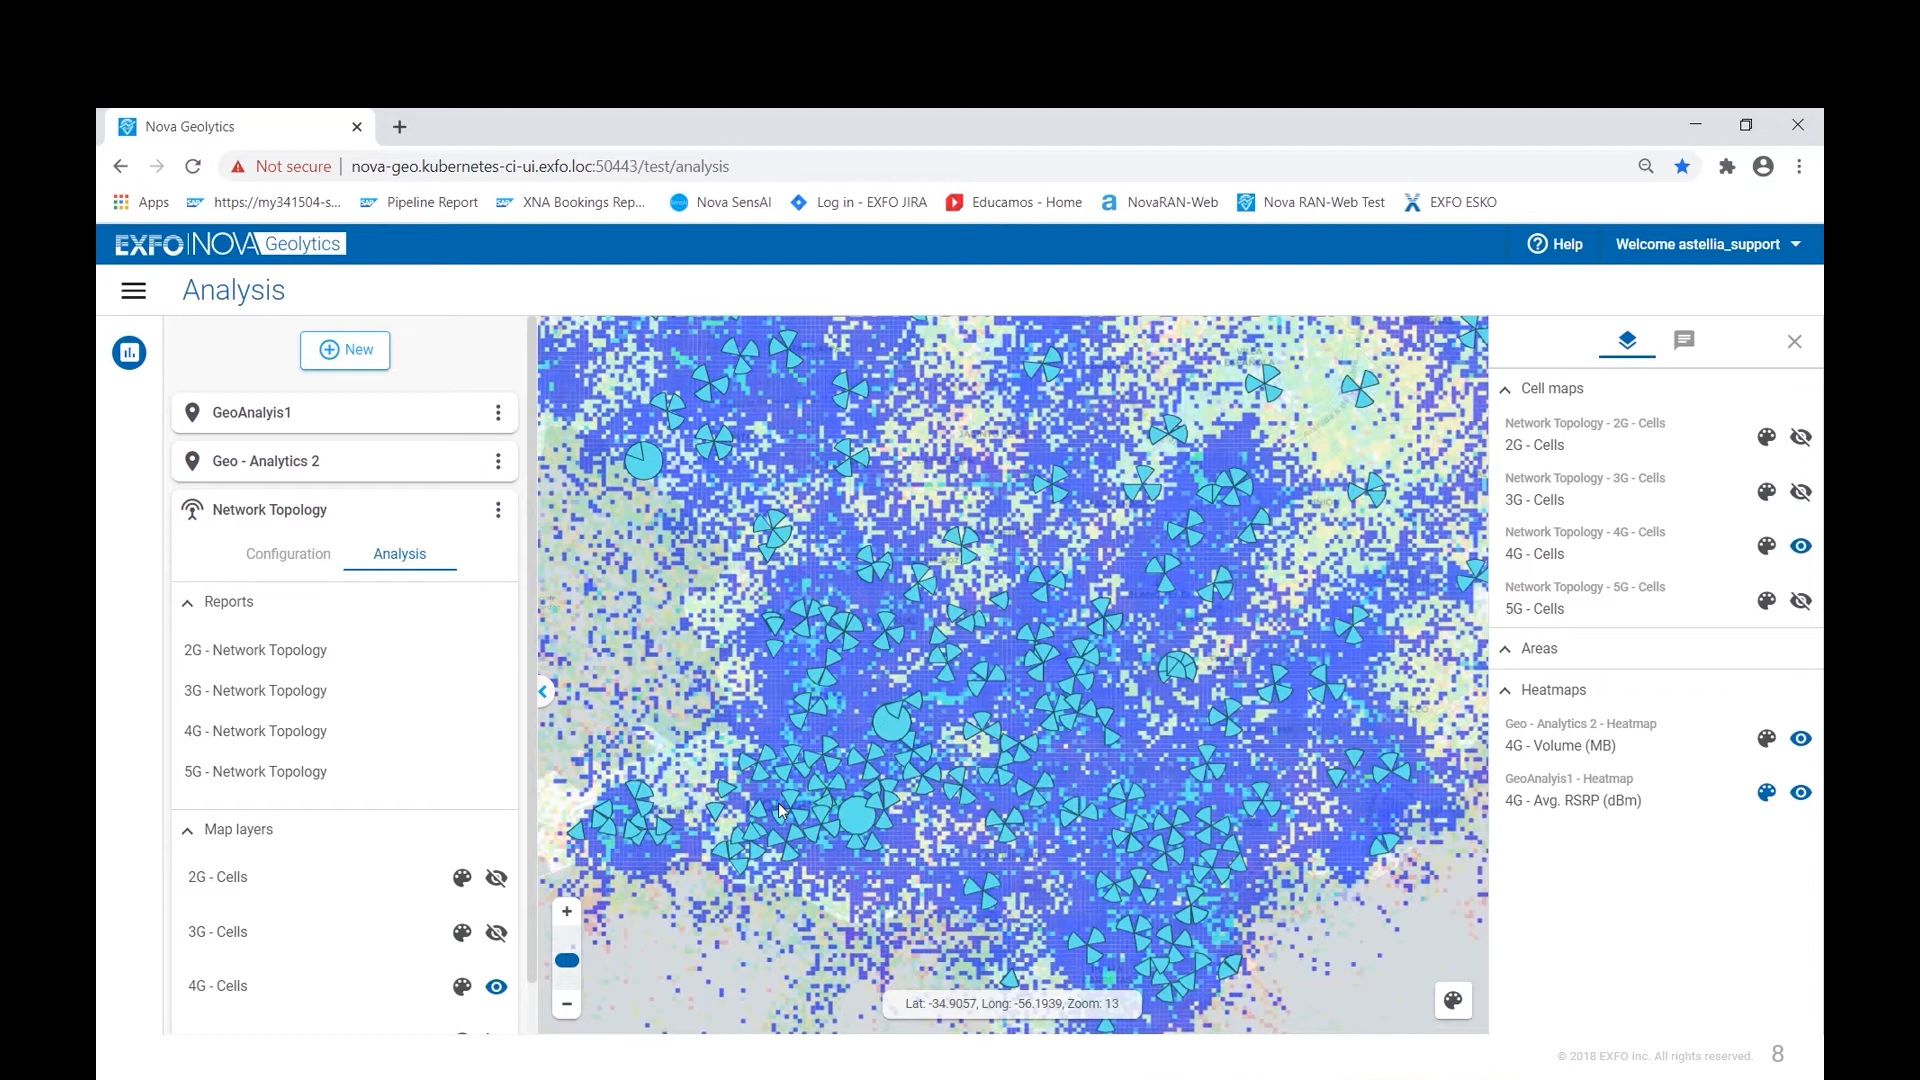 Nova Geolytics
Not secure | nova-geo.kubernetes-ci-ui.exfo.loc:50443/test/analysis
Apps https://my341504-s... Pipeline Report XNA Bookings Rep... Nova SensAI Log in - EXFO JIRA Educamos - Home NovaRAN-Web Nova RAN-Web Test EXFO ESKO
EXFO NOVA Geolytics
Help Welcome astellia_support
Analysis
New
GeoAnalyis1
Geo - Analytics 2
Network Topology
Configuration Analysis
Reports
2G - Network Topology
3G - Network Topology
4G - Network Topology
5G - Network Topology
Map layers
2G - Cells
3G - Cells
4G - Cells
Lat: -34.9057, Long: -56.1939, Zoom: 13
Cell maps
Network Topology - 2G - Cells
2G - Cells
Network Topology - 3G - Cells
3G - Cells
Network Topology - 4G - Cells
4G - Cells
Network Topology - 5G - Cells
5G - Cells
Areas
Heatmaps
Geo - Analytics 2 - Heatmap
4G - Volume (MB)
GeoAnalyis1 - Heatmap
4G - Avg. RSRP (dBm)
© 2018 EXFO Inc. All rights reserved. 8